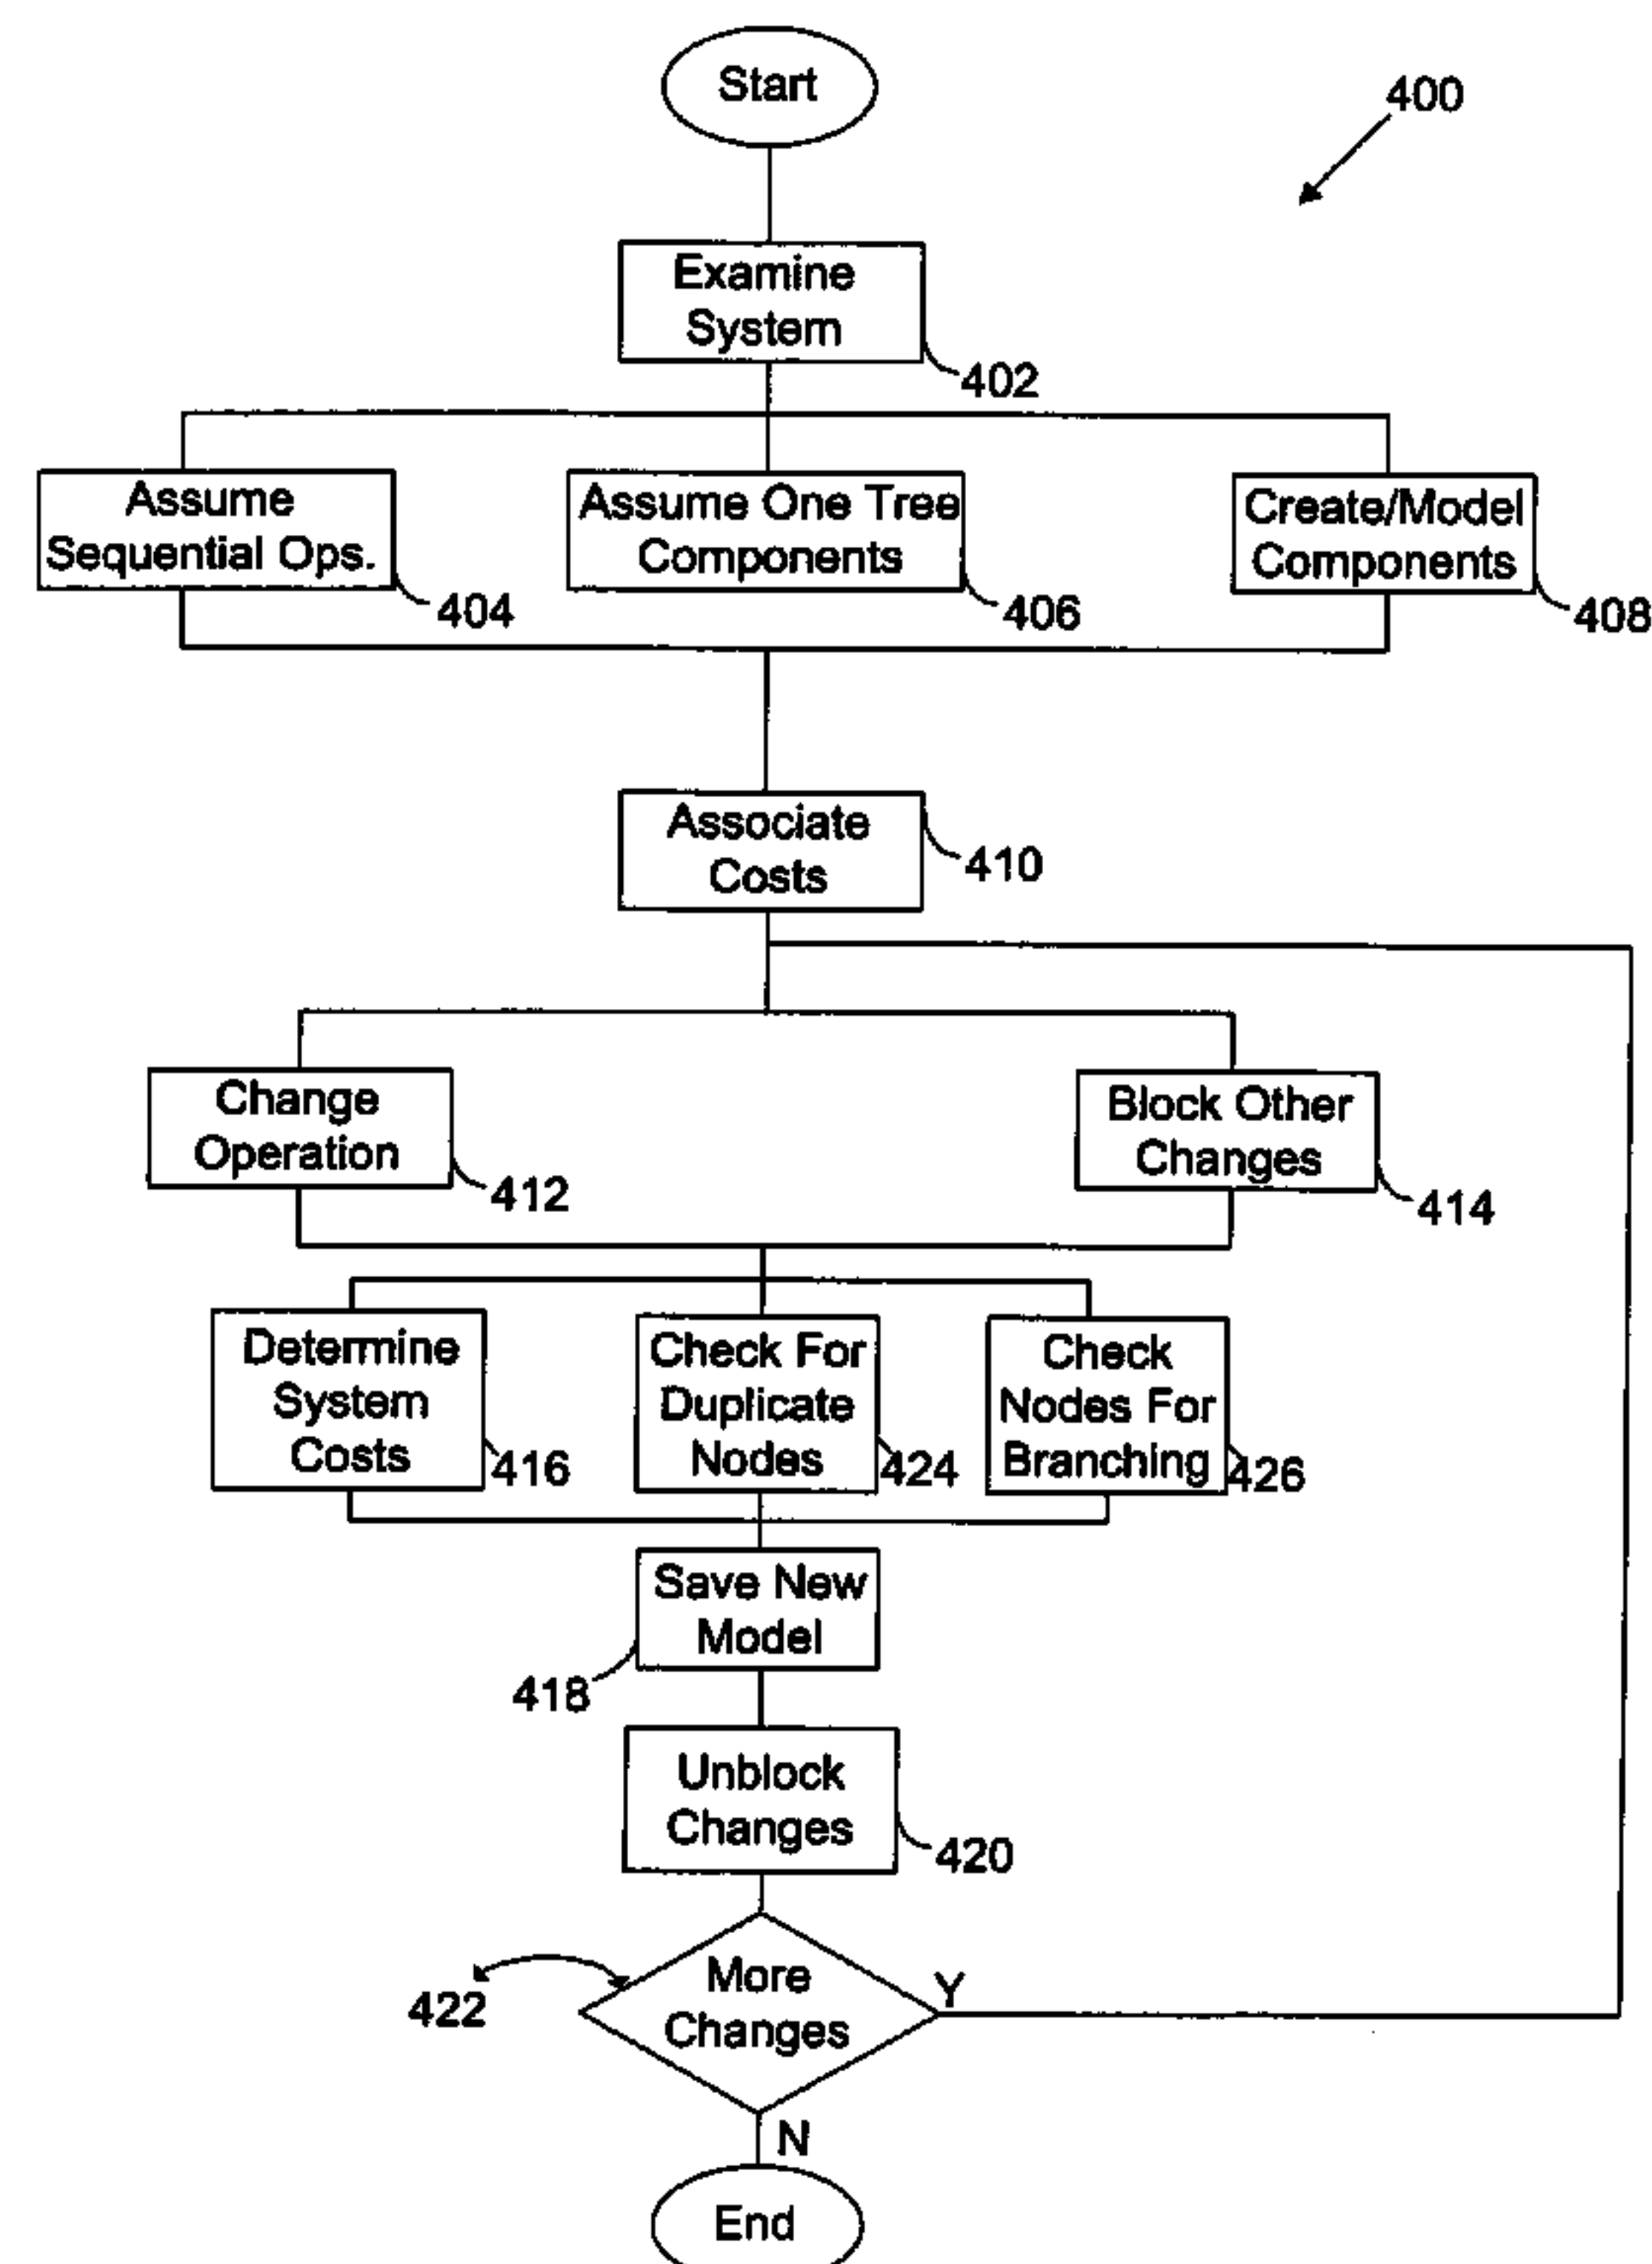 Start
400
Examine
System
402
Assume
Sequential Ops.
404
Assume One Tree
Components
406
Create/Model
Components
408
Associate
Costs
410
Change
Operation
412
Block Other
Changes
414
Determine
System
Costs
416
Check For
Duplicate
Nodes
424
Check
Nodes For
Branching
426
Save New
Model
418
Unblock
Changes
420
More
Changes
422
Y
N
End